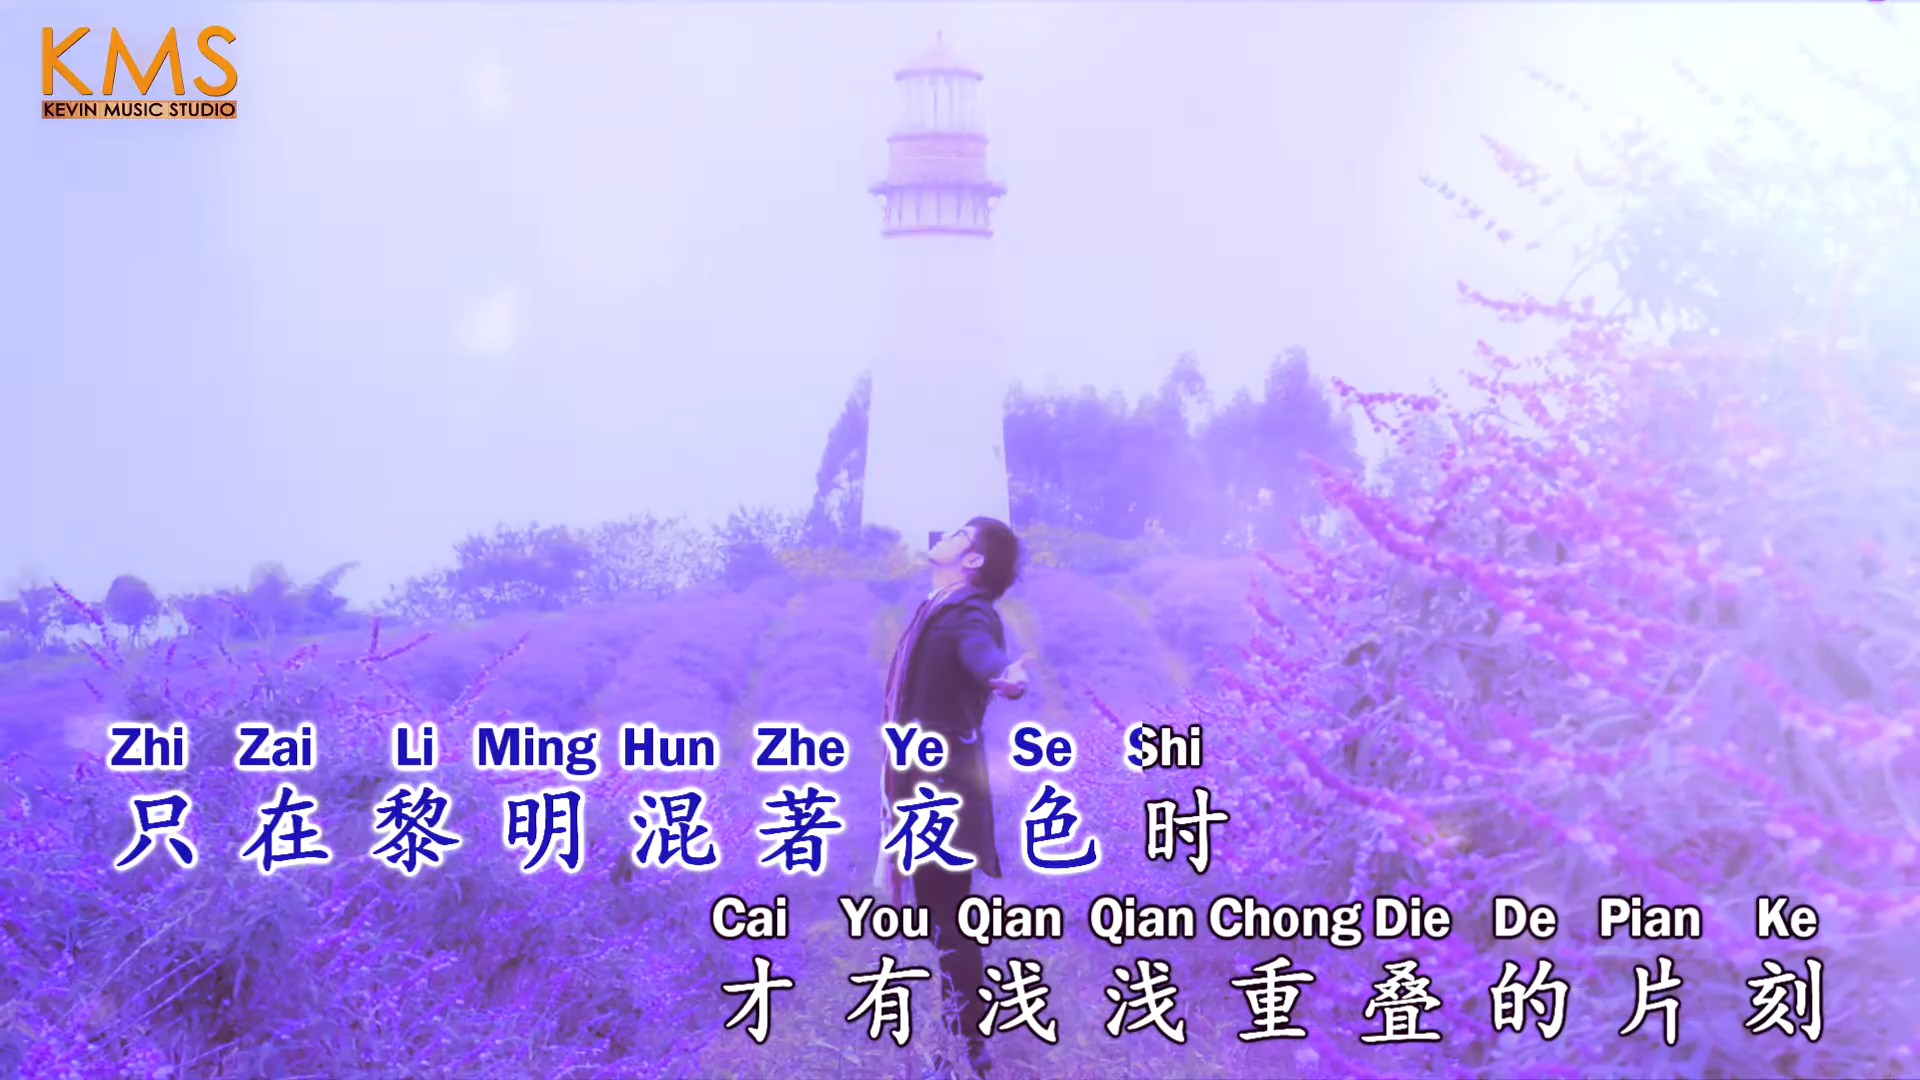 KMS
KEVIN MUSIC STUDIO
Zhi Zai Li Ming Hun Zhe Ye Se Shi
只在黎明混著夜色时
Cai You Qian Qian Chong Die De Pian Ke
才有浅浅重叠的片刻